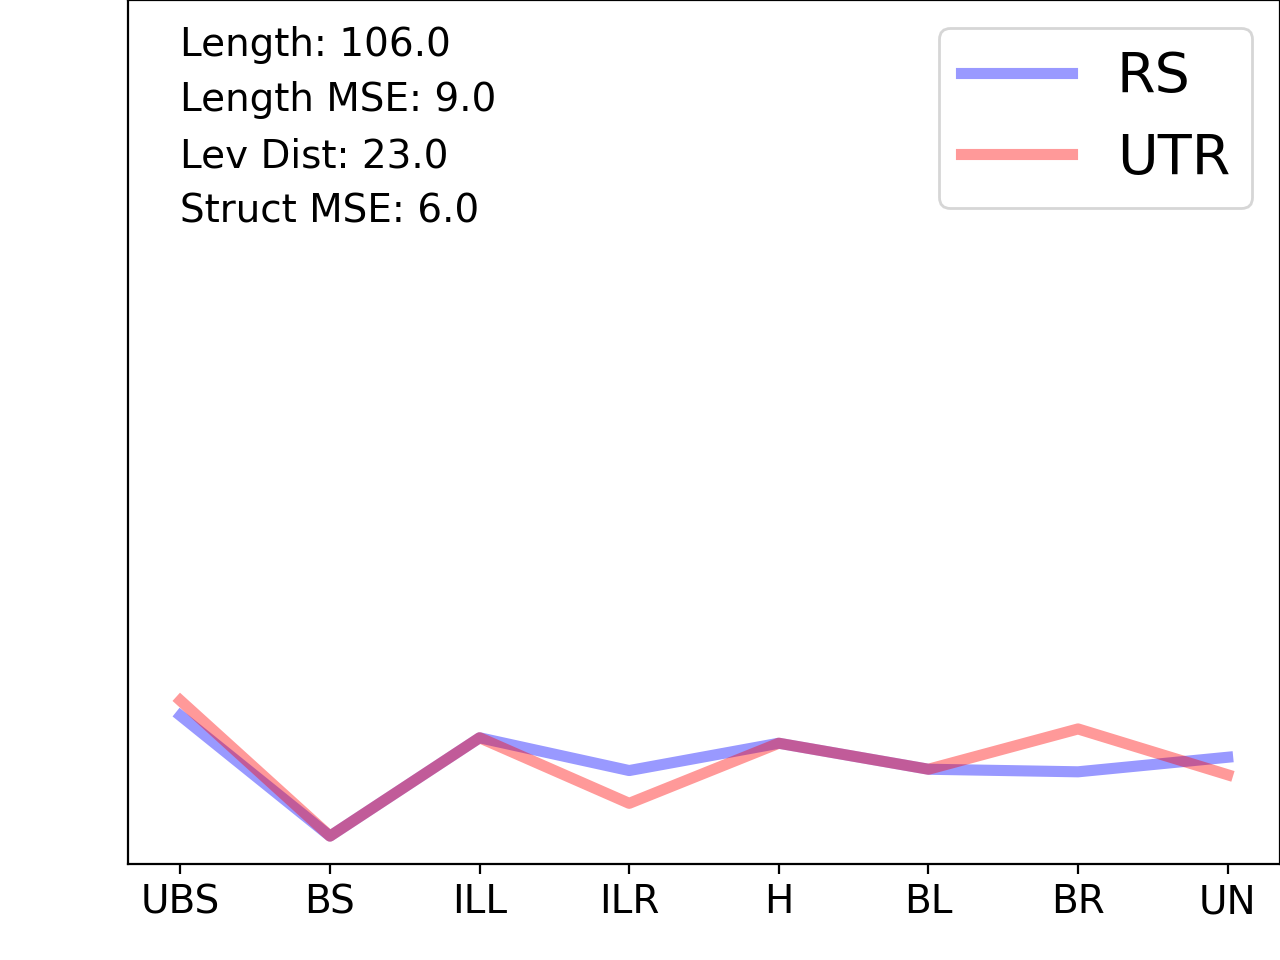 Length: 106.0
Length MSE: 9.0
Lev Dist: 23.0
Struct MSE: 6.0
RS
UTR
UBS BS ILL ILR H BL BR UN